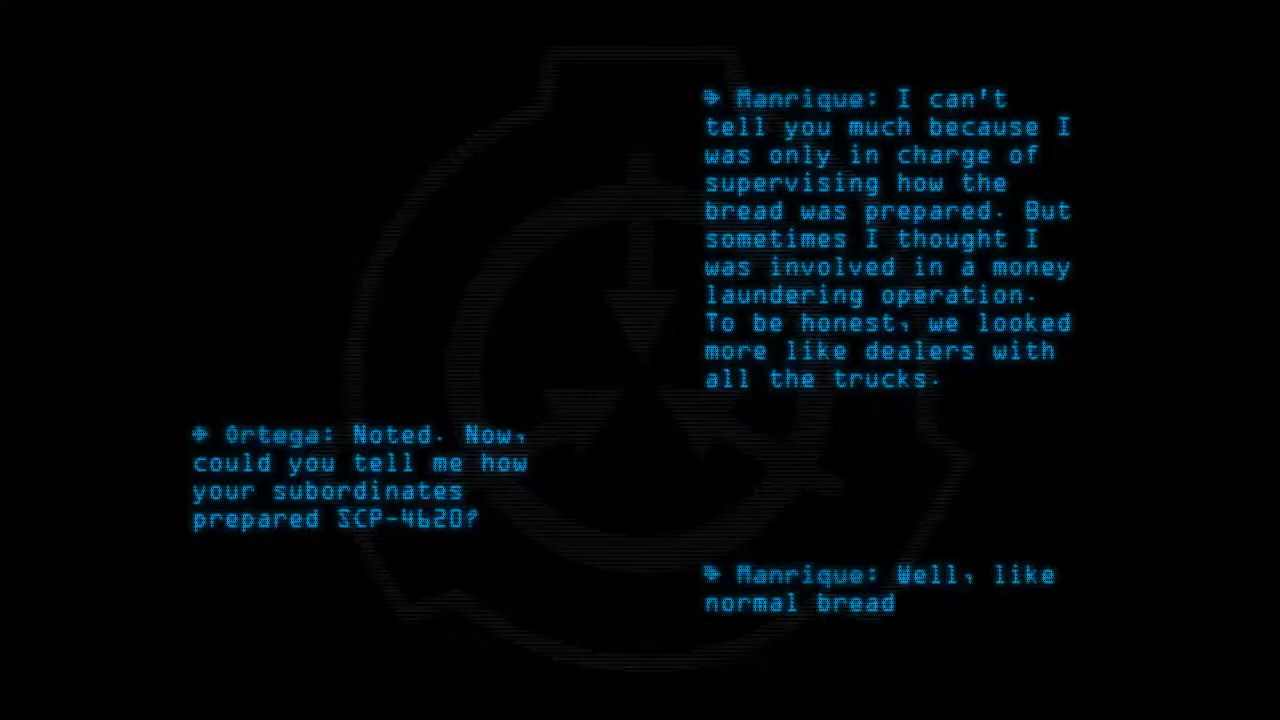 Manrique: I can't
tell you much because I
was only in charge of
supervising how the
bread was prepared. But
sometimes I thought I
was involved in a money
laundering operation.
To be honest, we looked
more like dealers with
all the trucks.
Ortega: Noted. Now,
could you tell me how
your subordinates
prepared SCP-4620?
Manrique: Well, like
normal bread